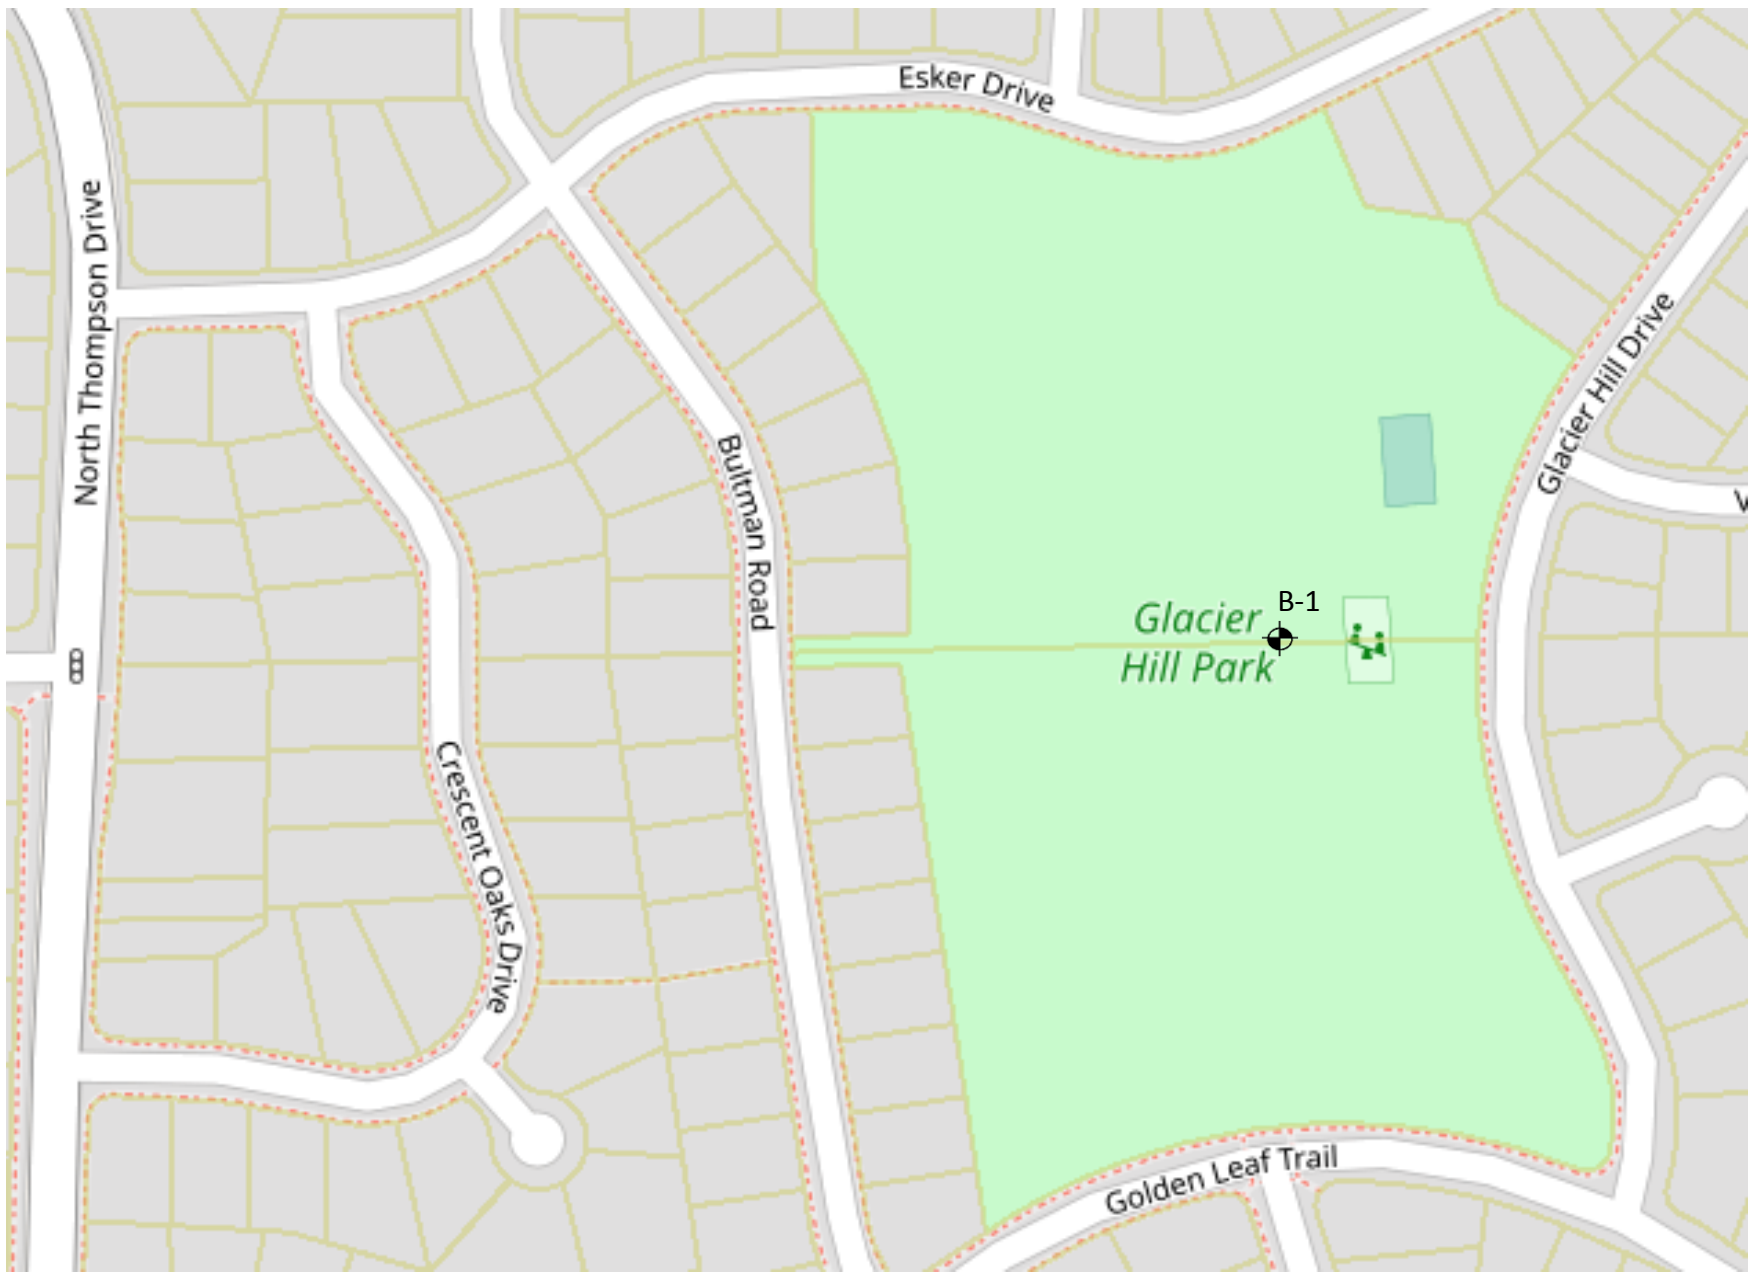 Esker Drive
North Thompson Drive
Glacier Hill Drive
Bultman Road
B-1
Glacier
Hill Park
Crescent Oaks Drive
Golden Leaf Trail